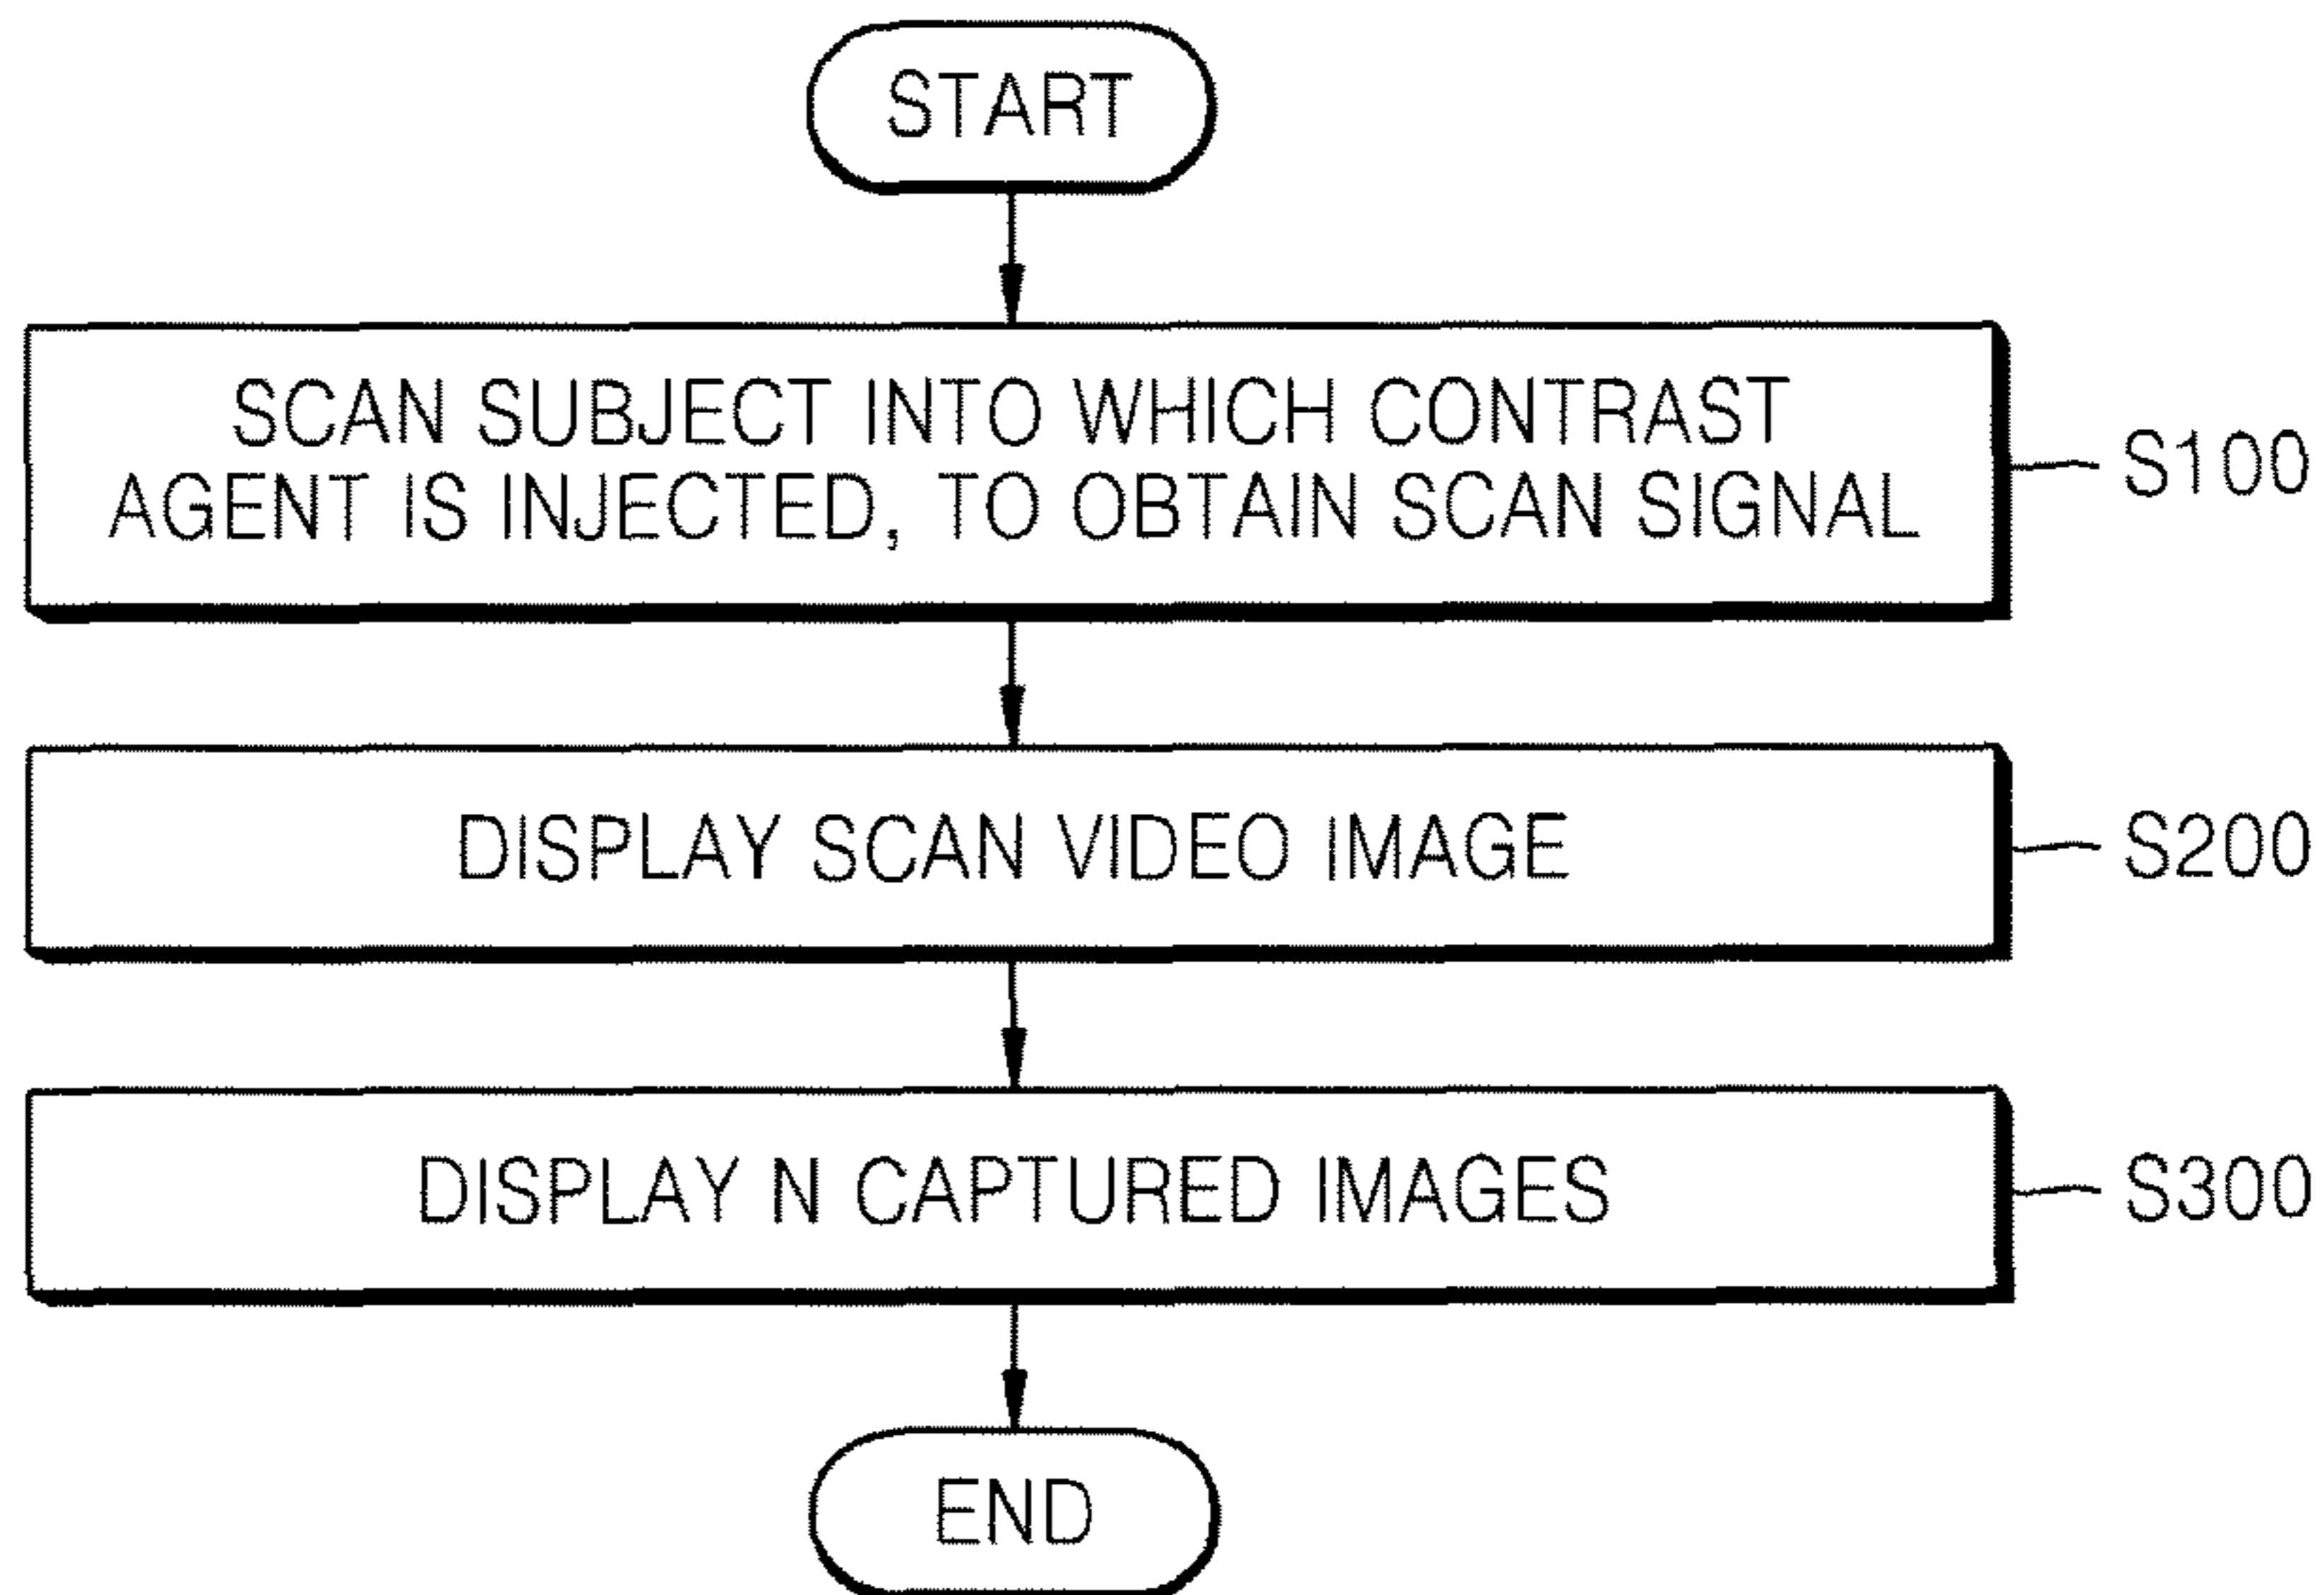 START
SCAN SUBJECT INTO WHICH CONTRAST
AGENT IS INJECTED, TO OBTAIN SCAN SIGNAL
S100
DISPLAY SCAN VIDEO IMAGE
S200
DISPLAY N CAPTURED IMAGES
S300
END